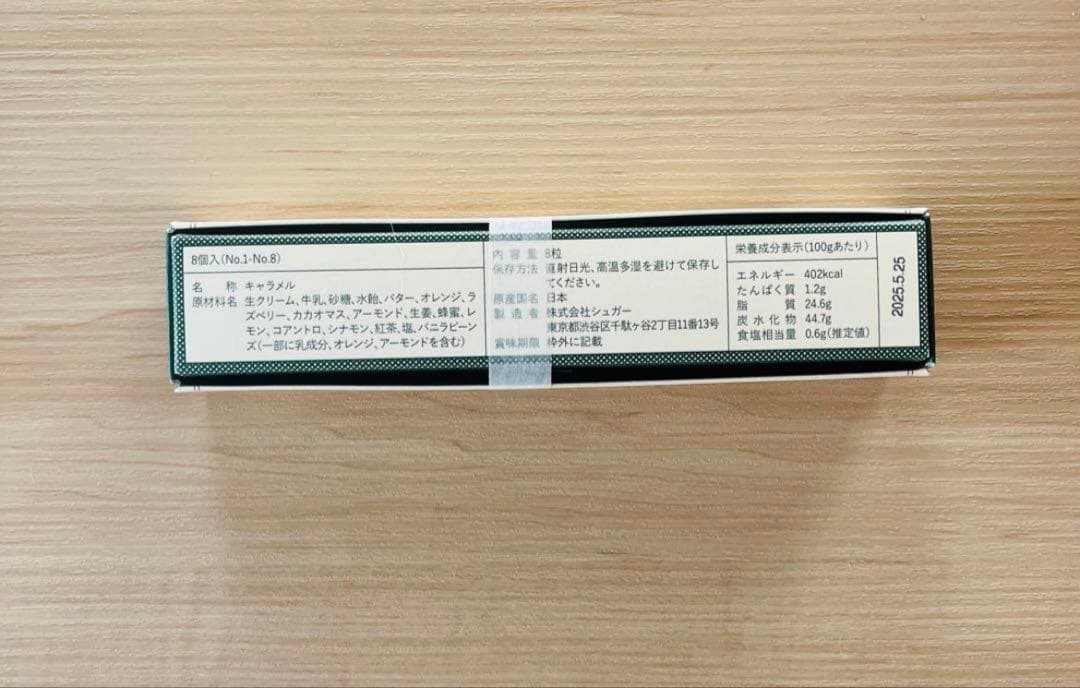 8個入(No.1-No.8)
名　称　キャラメル
原材料名　生クリーム、牛乳、砂糖、水飴、バター、オレンジ、ラ
ズベリー、カカオマス、アーモンド、生姜、蜂蜜、レ
モン、コアントロ、シナモン、紅茶、塩、バニラビーン
ズ(一部に乳成分、オレンジ、アーモンドを含む)
内容量　8粒
保存方法　直射日光、高温多湿を避けて保存し
てください。
原産国名　日本
製造者　株式会社シュガー
東京都渋谷区千駄ヶ谷2丁目11番13号
賞味期限　枠外に記載
栄養成分表示(100gあたり)
エネルギー　402kcal
たんぱく質　1.2g
脂　質　24.6g
炭水化物　44.7g
食塩相当量　0.6g(推定値)
2025.5.25